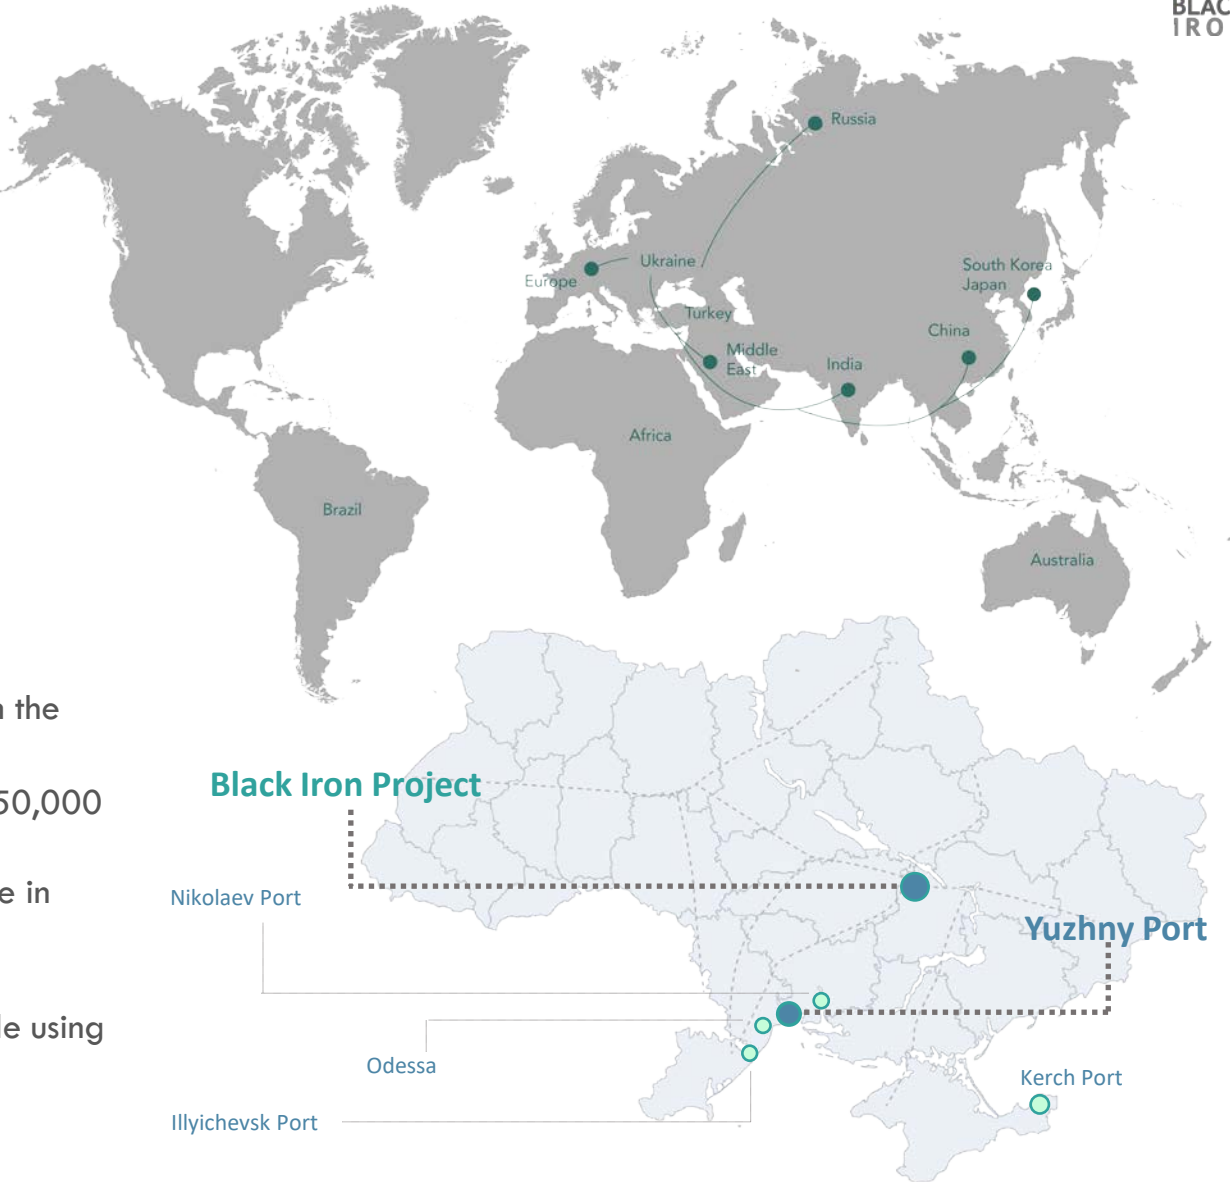 BLAC
IRO
Russia
Ukraine
Europe
South Korea
Japan
Turkey
China
Middle
East
India
Africa
Brazil
Australia
the
50,000
Black Iron Project
e in
Nikolaev Port
Yuzhny Port
le using
Odessa
Kerch Port
Illyichevsk Port